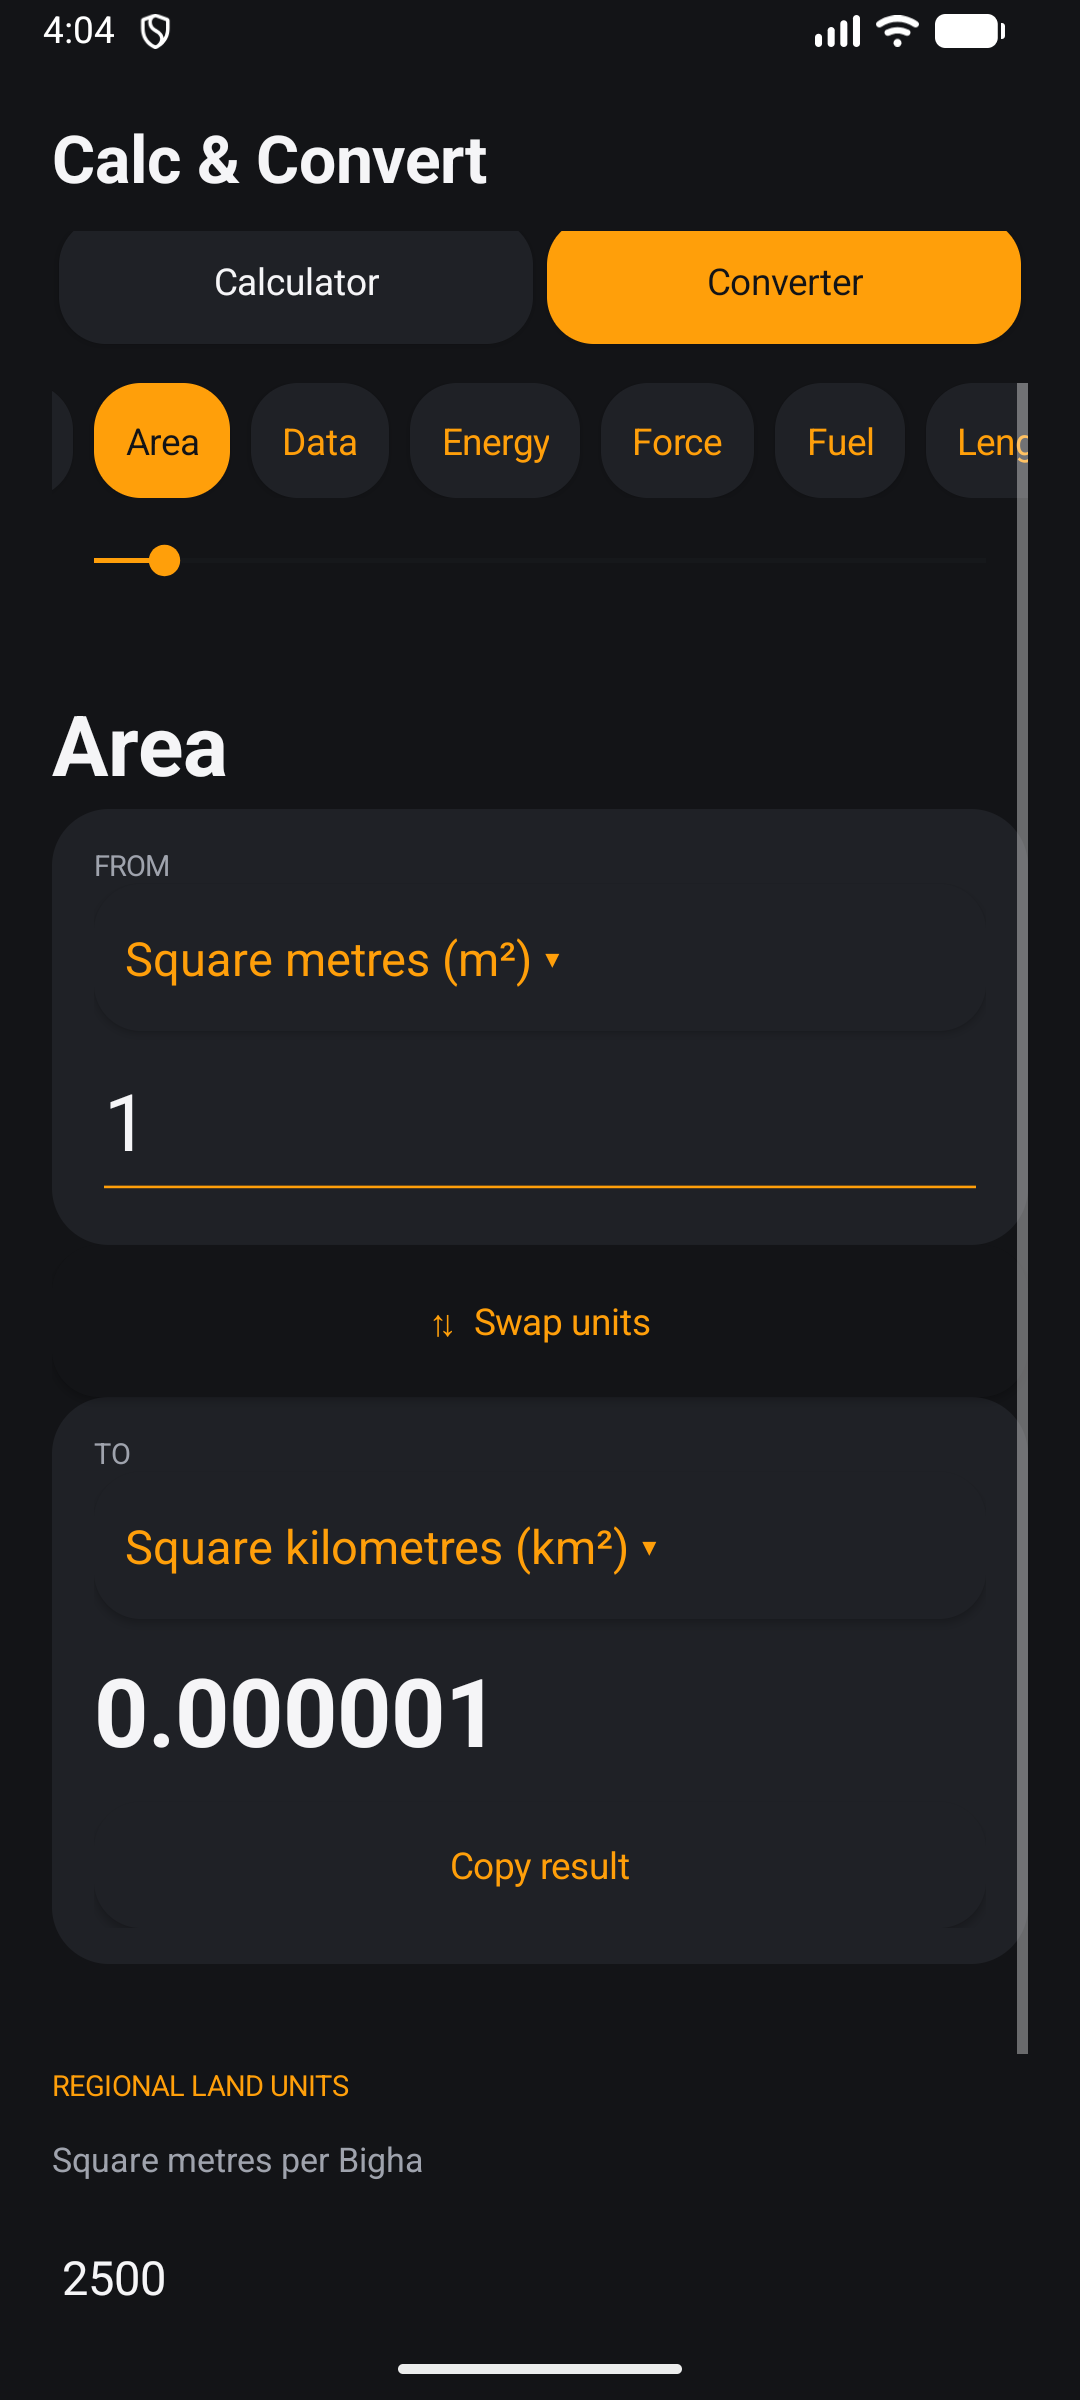 4:04
Calc & Convert
Calculator
Converter
Area
Data
Energy
Force
Fuel
Leng
Area
FROM
Square metres (m²) ▾
1
⇅ Swap units
TO
Square kilometres (km²) ▾
0.000001
Copy result
REGIONAL LAND UNITS
Square metres per Bigha
2500